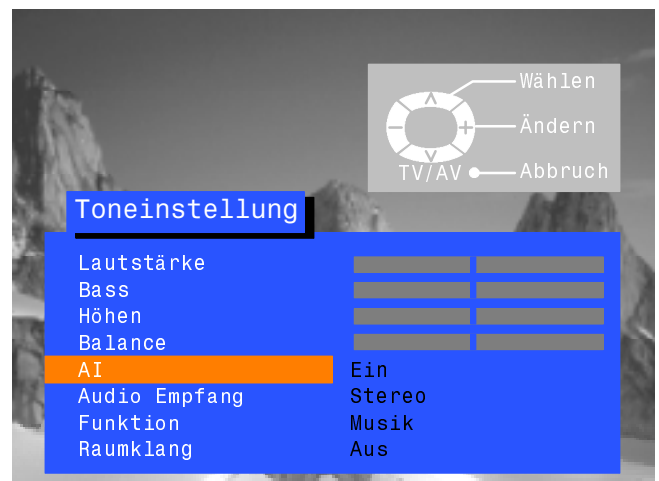 Wählen
Ändern
TV/AV Abbruch
Toneinstellung
Lautstärke
Bass
Höhen
Balance
AI Ein
Audio Empfang Stereo
Funktion Musik
Raumklang Aus